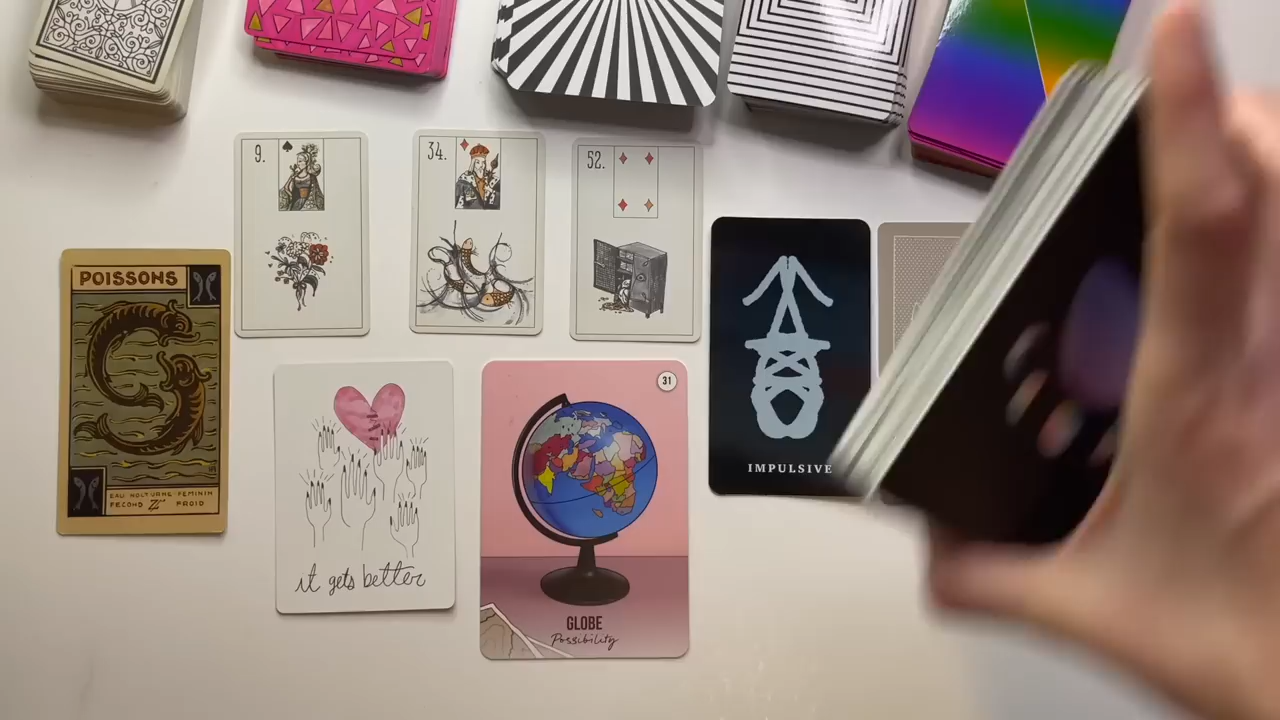 9.
34.
52.
POISSONS
EAU NOCTURNE FEMININ
FECOND FROID
it gets better
31
GLOBE
Possibility
IMPULSIVE